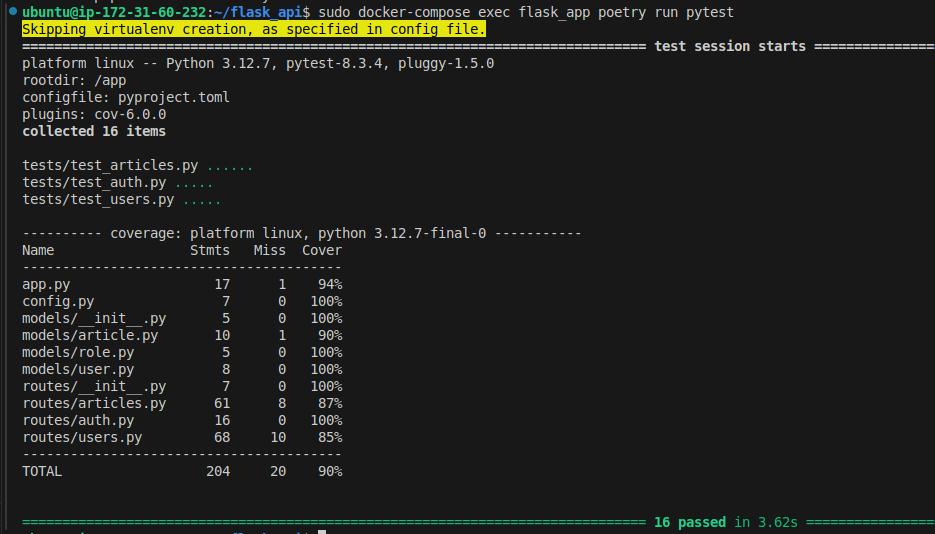 ubuntu@ip-172-31-60-232:~/flask_api$ sudo docker-compose exec flask_app poetry run pytest
Skipping virtualenv creation, as specified in config file.
============================================================================== test session starts ===============
platform linux -- Python 3.12.7, pytest-8.3.4, pluggy-1.5.0
rootdir: /app
configfile: pyproject.toml
plugins: cov-6.0.0
collected 16 items
tests/test_articles.py ......
tests/test_auth.py .....
tests/test_users.py .....
---------- coverage: platform linux, python 3.12.7-final-0 -----------
Name                 Stmts   Miss  Cover
----------------------------------------
app.py                  17      1    94%
config.py                7      0   100%
models/__init__.py       5      0   100%
models/article.py       10      1    90%
models/role.py           5      0   100%
models/user.py           8      0   100%
routes/__init__.py       7      0   100%
routes/articles.py      61      8    87%
routes/auth.py          16      0   100%
routes/users.py         68     10    85%
----------------------------------------
TOTAL                  204     20    90%
============================================================================== 16 passed in 3.62s ================